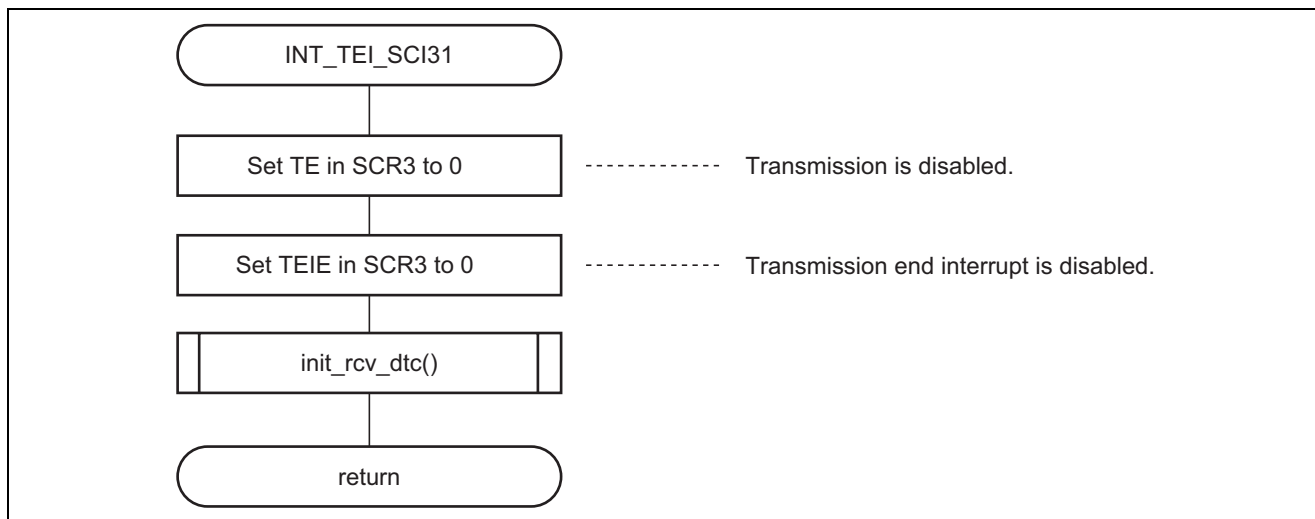 INT_TEI_SCI31
Set TE in SCR3 to 0
Transmission is disabled.
Set TEIE in SCR3 to 0
Transmission end interrupt is disabled.
init_rcv_dtc()
return